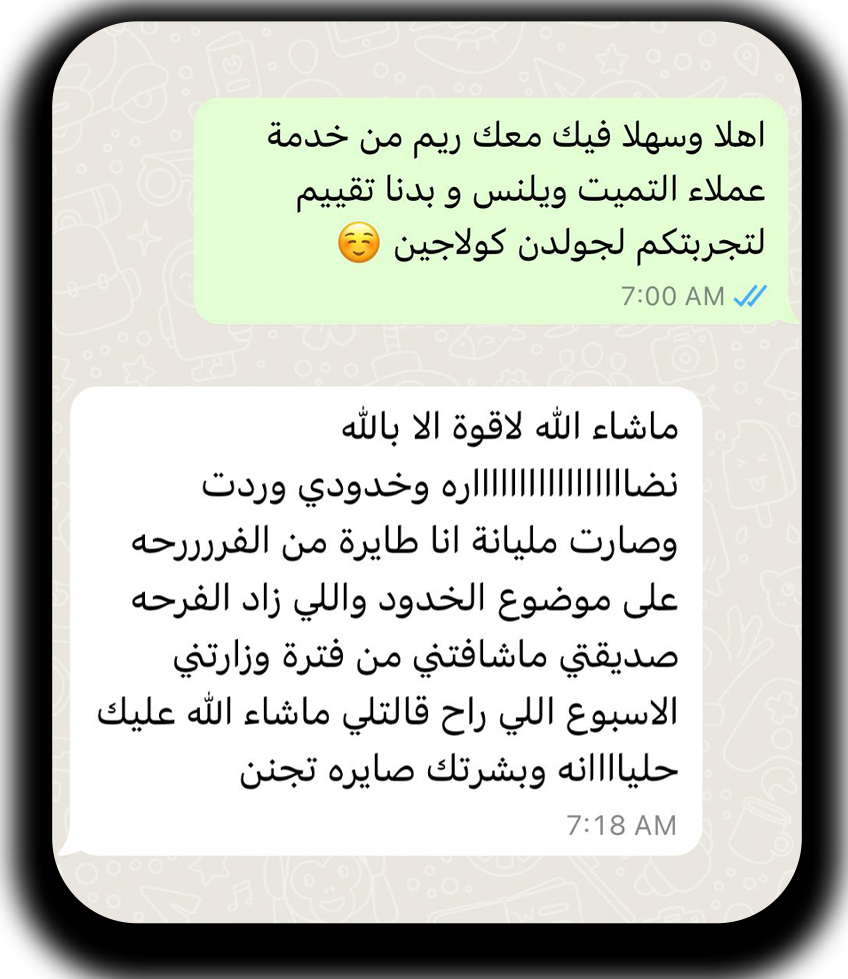 اهلا وسهلا فيك معك ريم من خدمة
عملاء التميت ويلنس و بدنا تقييم
لتجربتكم لجولدن كولاجين ☺️
7:00 AM
ماشاء الله لاقوة الا بالله
نضااااااااااااااااااره وخدودي وردت
وصارت مليانة انا طايرة من الفرررررحه
على موضوع الخدود واللي زاد الفرحه
صديقتي ماشافتني من فترة وزارتني
الاسبوع اللي راح قالتلي ماشاء الله عليك
حليااااانه وبشرتك صايره تجنن
7:18 AM